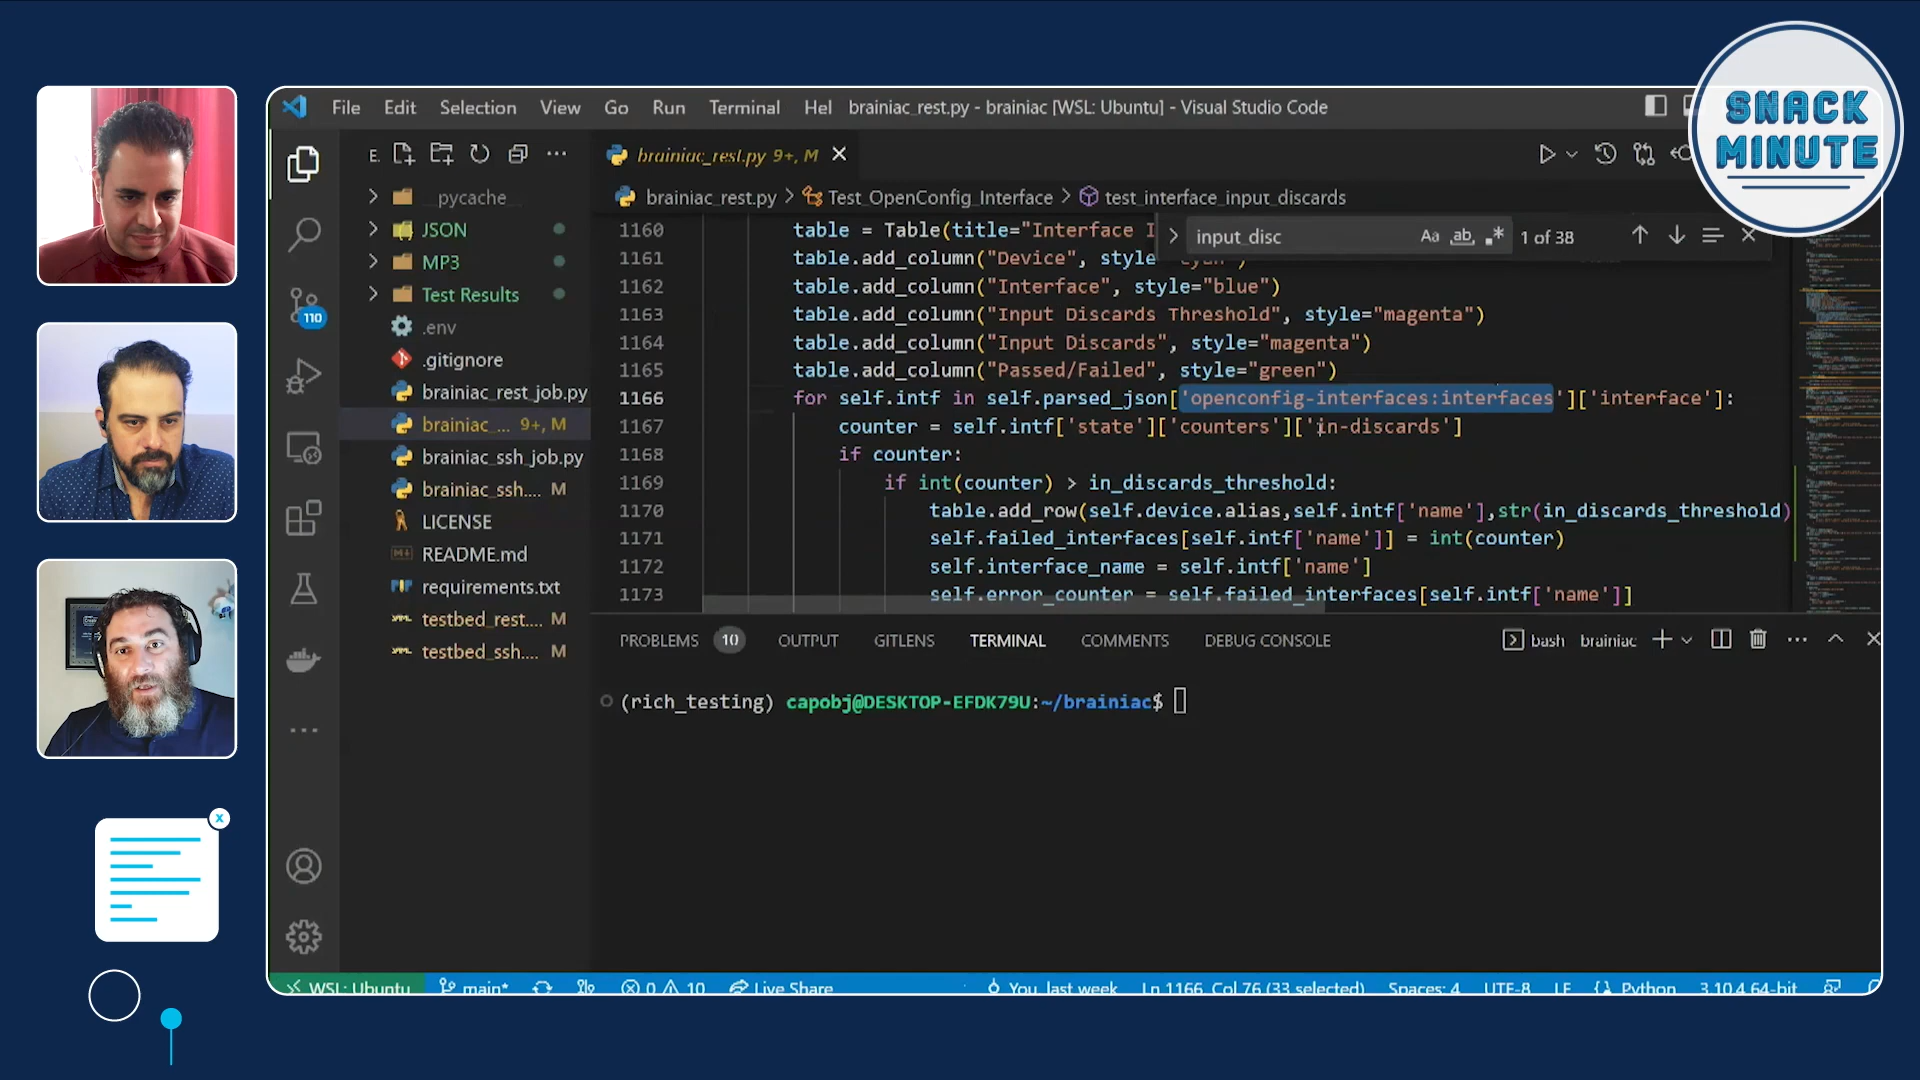 SNACK
MINUTE
File Edit Selection View Go Run Terminal Hel brainiac_rest.py - brainiac [WSL: Ubuntu] - Visual Studio Code
E.
brainiac_rest.py 9+, M
brainiac_rest.py > Test_OpenConfig_Interface > test_interface_input_discards
input_disc Aa ab 1 of 38
__pycache__
JSON
MP3
Test Results
.env
.gitignore
brainiac_rest_job.py
brainiac_... 9+, M
brainiac_ssh_job.py
brainiac_ssh.... M
LICENSE
README.md
requirements.txt
testbed_rest.... M
testbed_ssh.... M
110
1160 table = Table(title="Interface I
1161 table.add_column("Device", style
1162 table.add_column("Interface", style="blue")
1163 table.add_column("Input Discards Threshold", style="magenta")
1164 table.add_column("Input Discards", style="magenta")
1165 table.add_column("Passed/Failed", style="green")
1166 for self.intf in self.parsed_json['openconfig-interfaces:interfaces']['interface']:
1167 counter = self.intf['state']['counters']['in-discards']
1168 if counter:
1169 if int(counter) > in_discards_threshold:
1170 table.add_row(self.device.alias,self.intf['name'],str(in_discards_threshold)
1171 self.failed_interfaces[self.intf['name']] = int(counter)
1172 self.interface_name = self.intf['name']
1173 self.error_counter = self.failed_interfaces[self.intf['name']]
PROBLEMS 10 OUTPUT GITLENS TERMINAL COMMENTS DEBUG CONSOLE bash brainiac
(rich_testing) capobj@DESKTOP-EFDK79U:~/brainiac$
x
WSL: Ubuntu main* 0 10 Live Share You, last week Ln 1166, Col 76 (33 selected) Spaces: 4 UTF-8 LF Python 3.10.4 64-bit